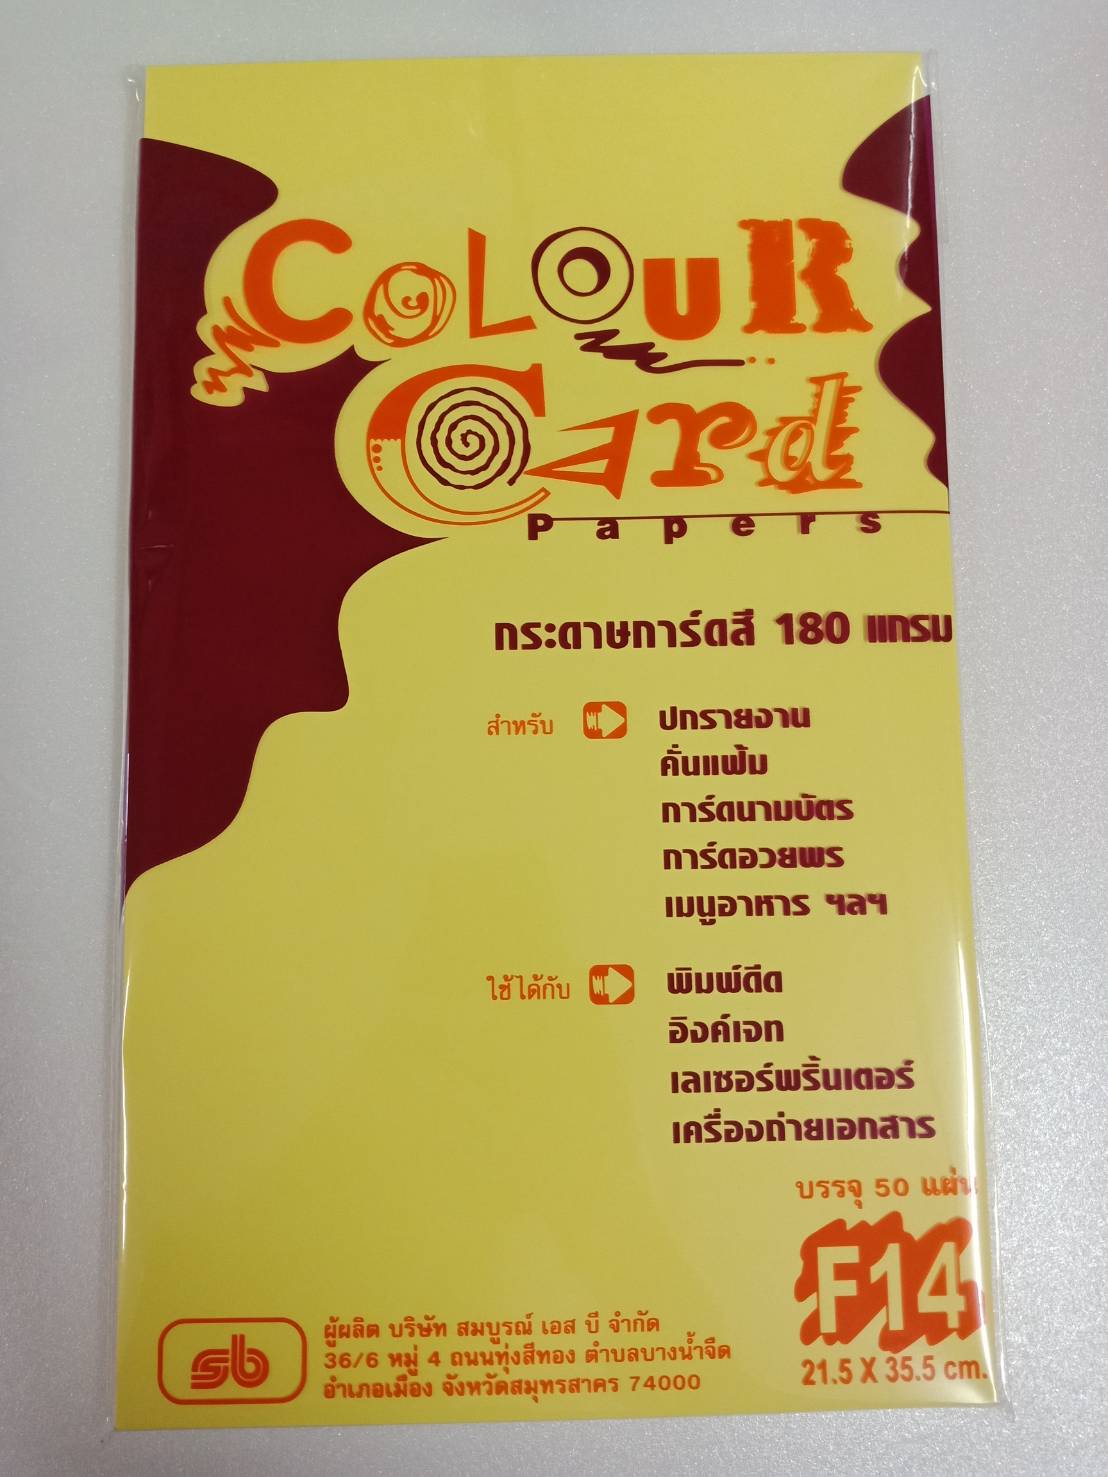 COLOUR
Card
Papers
กระดาษการ์ดสี 180 แกรม
สำหรับ ปกรายงาน
คั่นแฟ้ม
การ์ดนามบัตร
การ์ดอวยพร
เมนูอาหาร ฯลฯ
ใช้ได้กับ พิมพ์ดีด
อิงค์เจท
เลเซอร์พริ้นเตอร์
เครื่องถ่ายเอกสาร
บรรจุ 50 แผ่น
F14
21.5 X 35.5 cm.
sb
ผู้ผลิต บริษัท สมบูรณ์ เอส บี จำกัด
36/6 หมู่ 4 ถนนทุ่งสีทอง ตำบลบางน้ำจืด
อำเภอเมือง จังหวัดสมุทรสาคร 74000